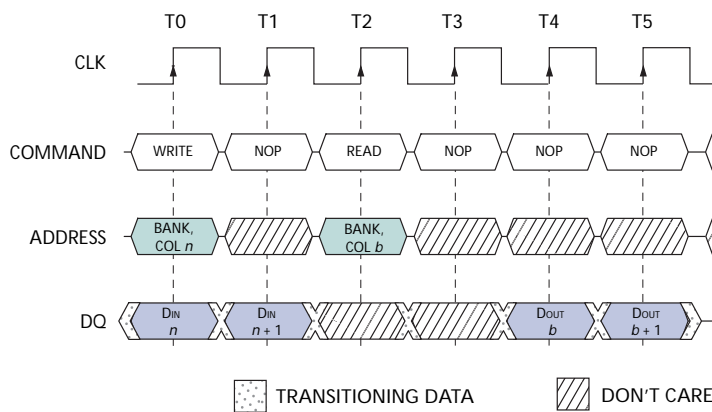 T0 T1 T2 T3 T4 T5
CLK
COMMAND WRITE NOP READ NOP NOP NOP
ADDRESS BANK, COL n BANK, COL b
DQ DIN n DIN n + 1 DOUT b DOUT b + 1
TRANSITIONING DATA DON'T CARE